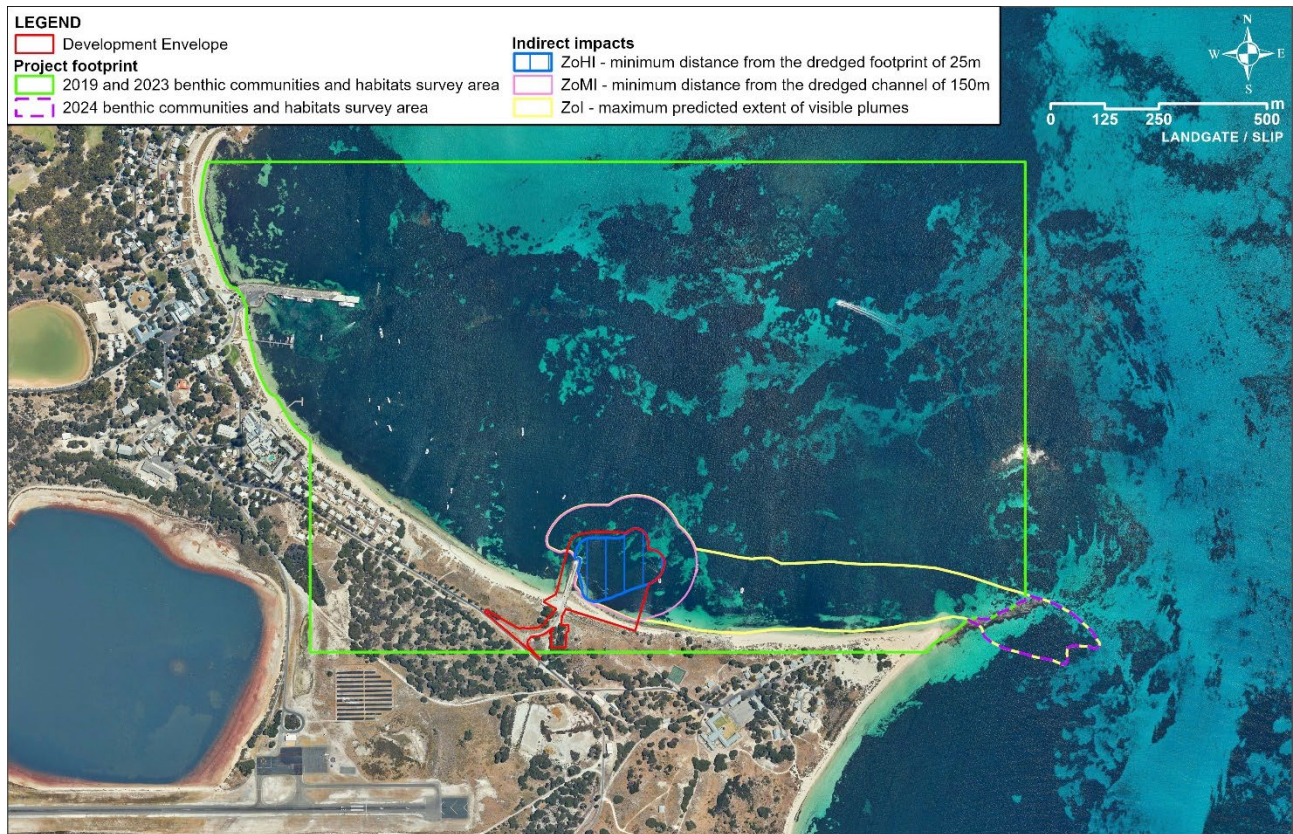 LEGEND
Development Envelope
Project footprint
2019 and 2023 benthic communities and habitats survey area
2024 benthic communities and habitats survey area
Indirect impacts
ZoHI - minimum distance from the dredged footprint of 25m
ZoMI - minimum distance from the dredged channel of 150m
ZoI - maximum predicted extent of visible plumes
N
W E
S
m
0 125 250 500
LANDGATE / SLIP